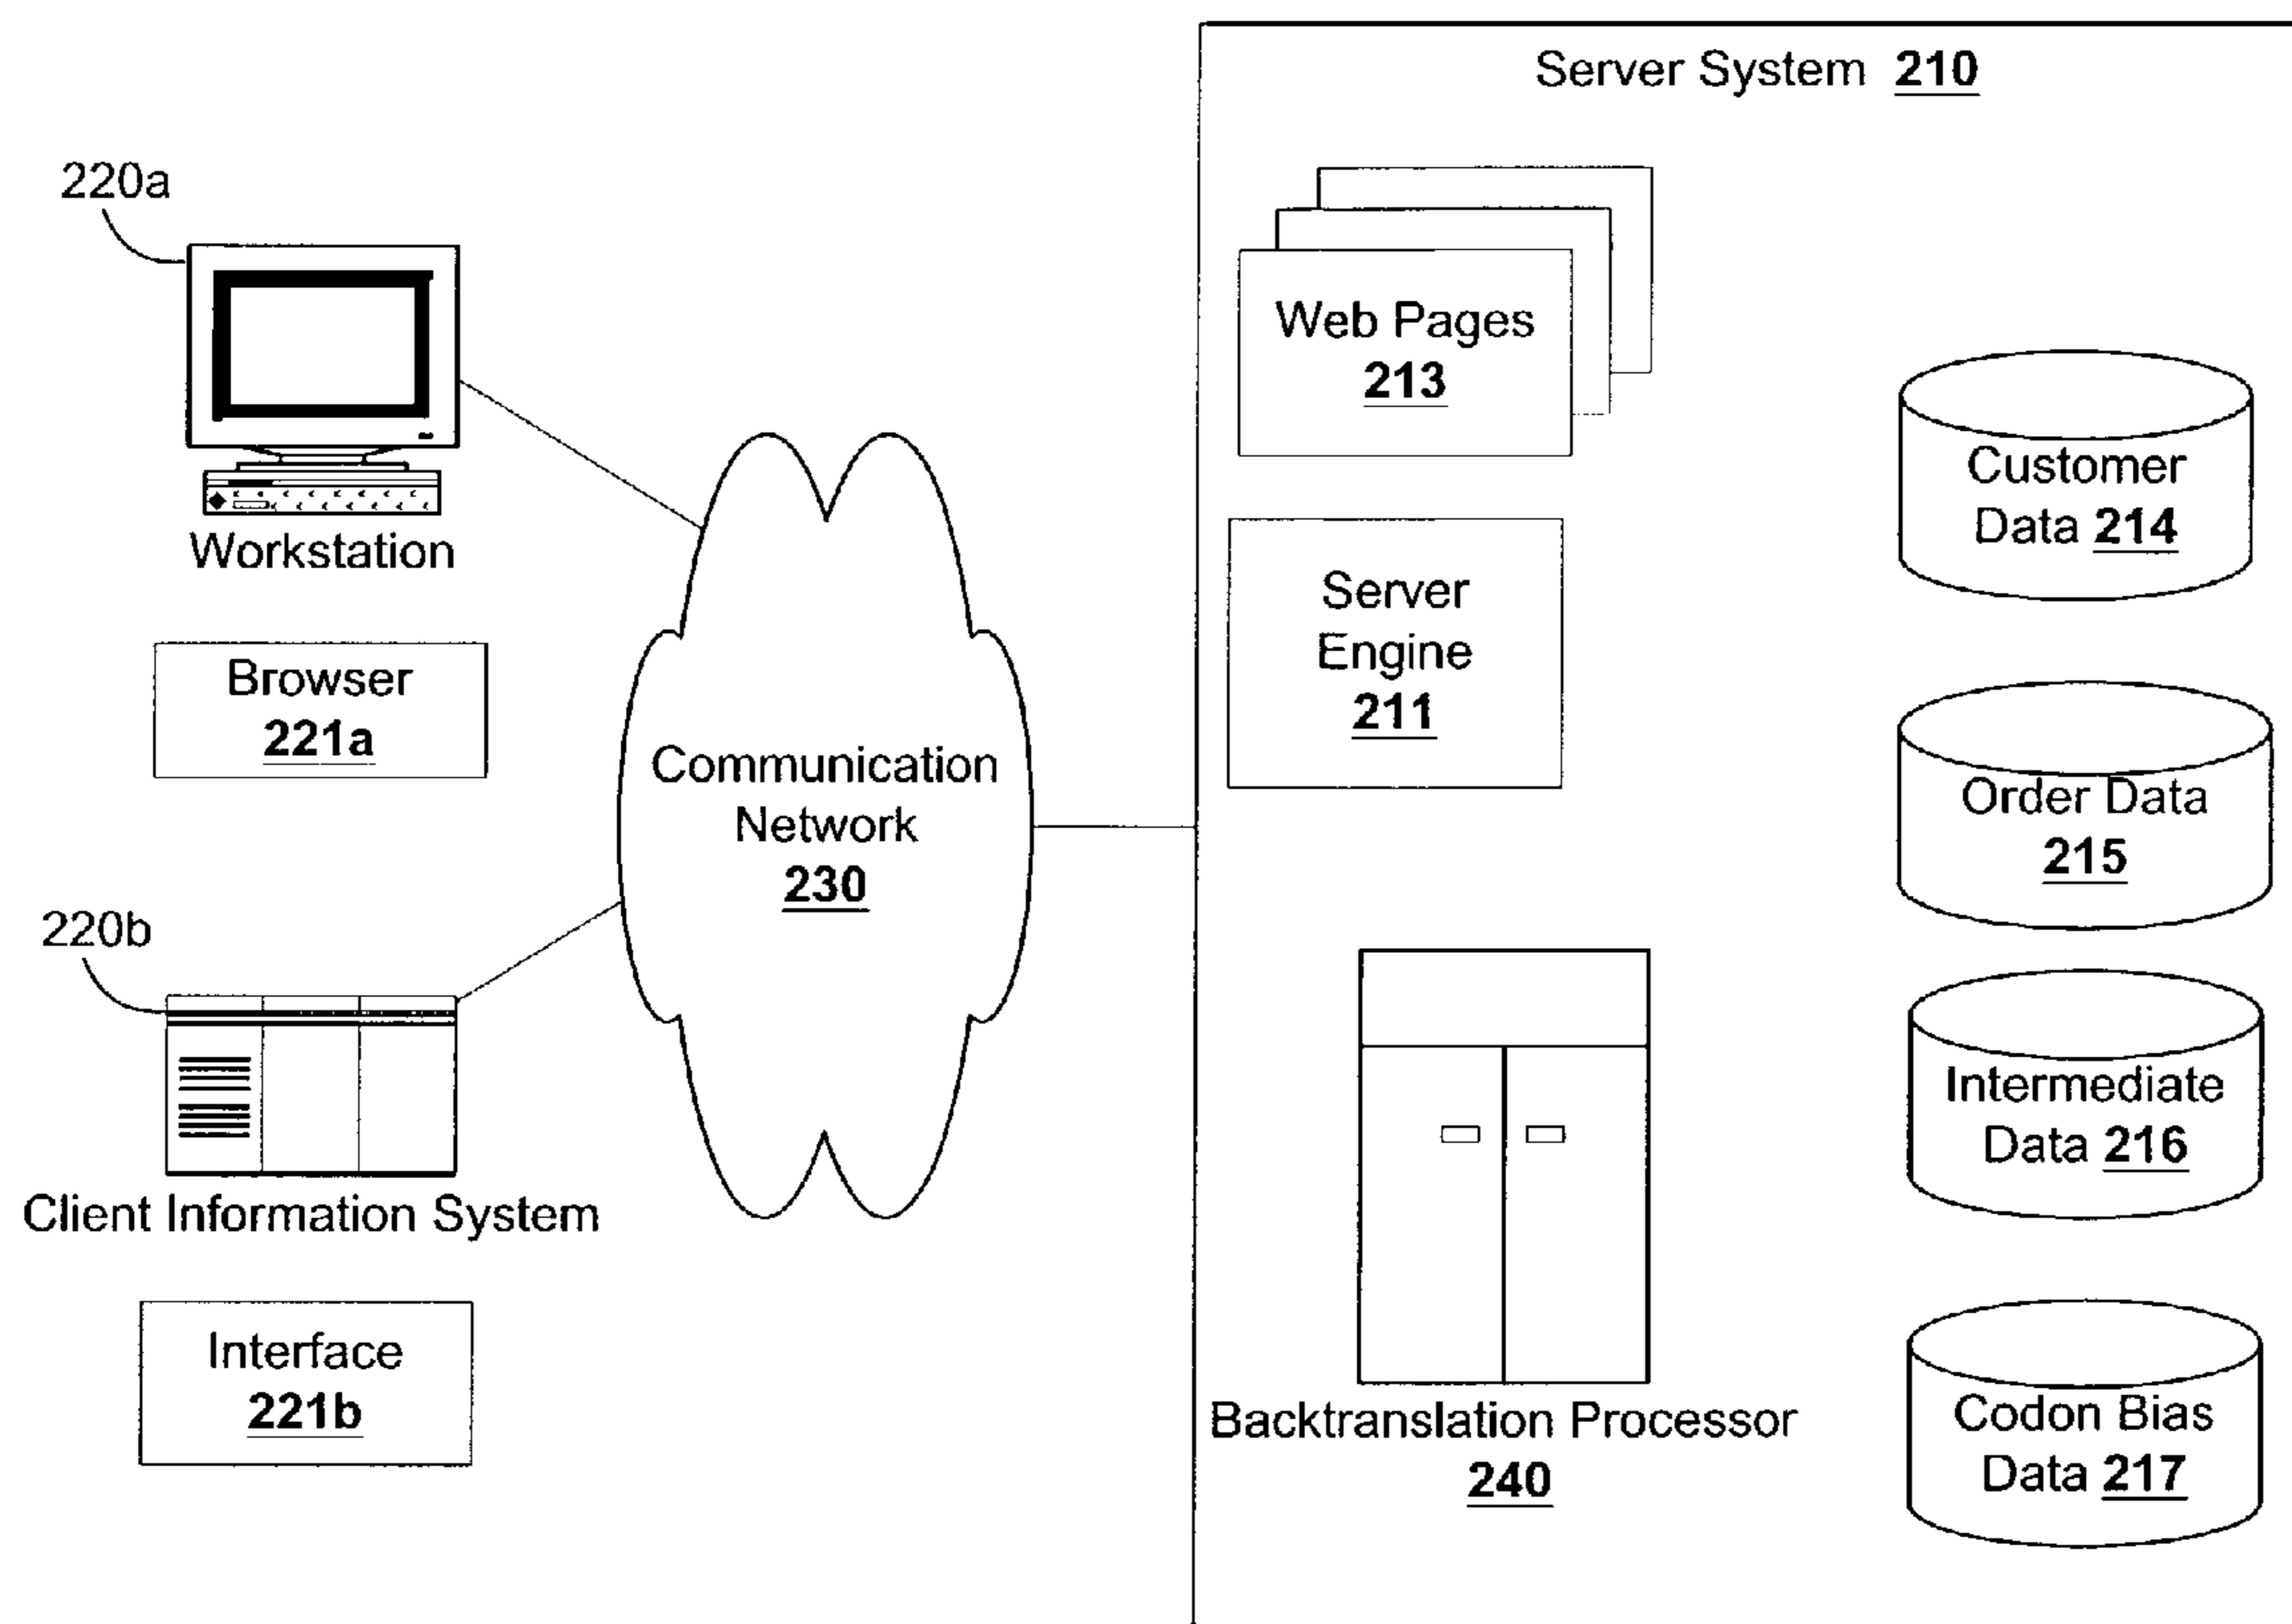 Server System 210
220a
Workstation
Browser
221a
220b
Client Information System
Interface
221b
Communication
Network
230
Web Pages
213
Server
Engine
211
Backtranslation Processor
240
Customer
Data 214
Order Data
215
Intermediate
Data 216
Codon Bias
Data 217